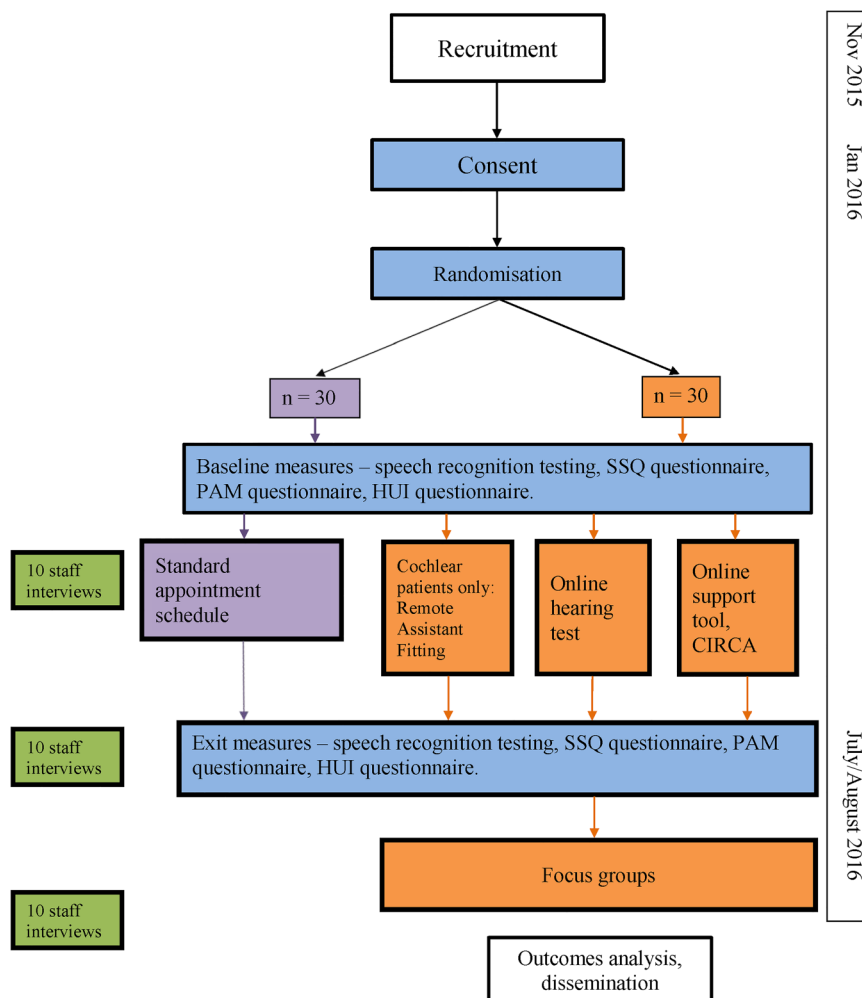 Recruitment
Nov 2015
Consent
Jan 2016
Randomisation
n = 30
n = 30
Baseline measures – speech recognition testing, SSQ questionnaire,
PAM questionnaire, HUI questionnaire.
10 staff
interviews
Standard
appointment
schedule
Cochlear
patients only:
Remote
Assistant
Fitting
Online
hearing
test
Online
support
tool,
CIRCA
10 staff
interviews
Exit measures – speech recognition testing, SSQ questionnaire, PAM
questionnaire, HUI questionnaire.
July/August 2016
Focus groups
10 staff
interviews
Outcomes analysis,
dissemination